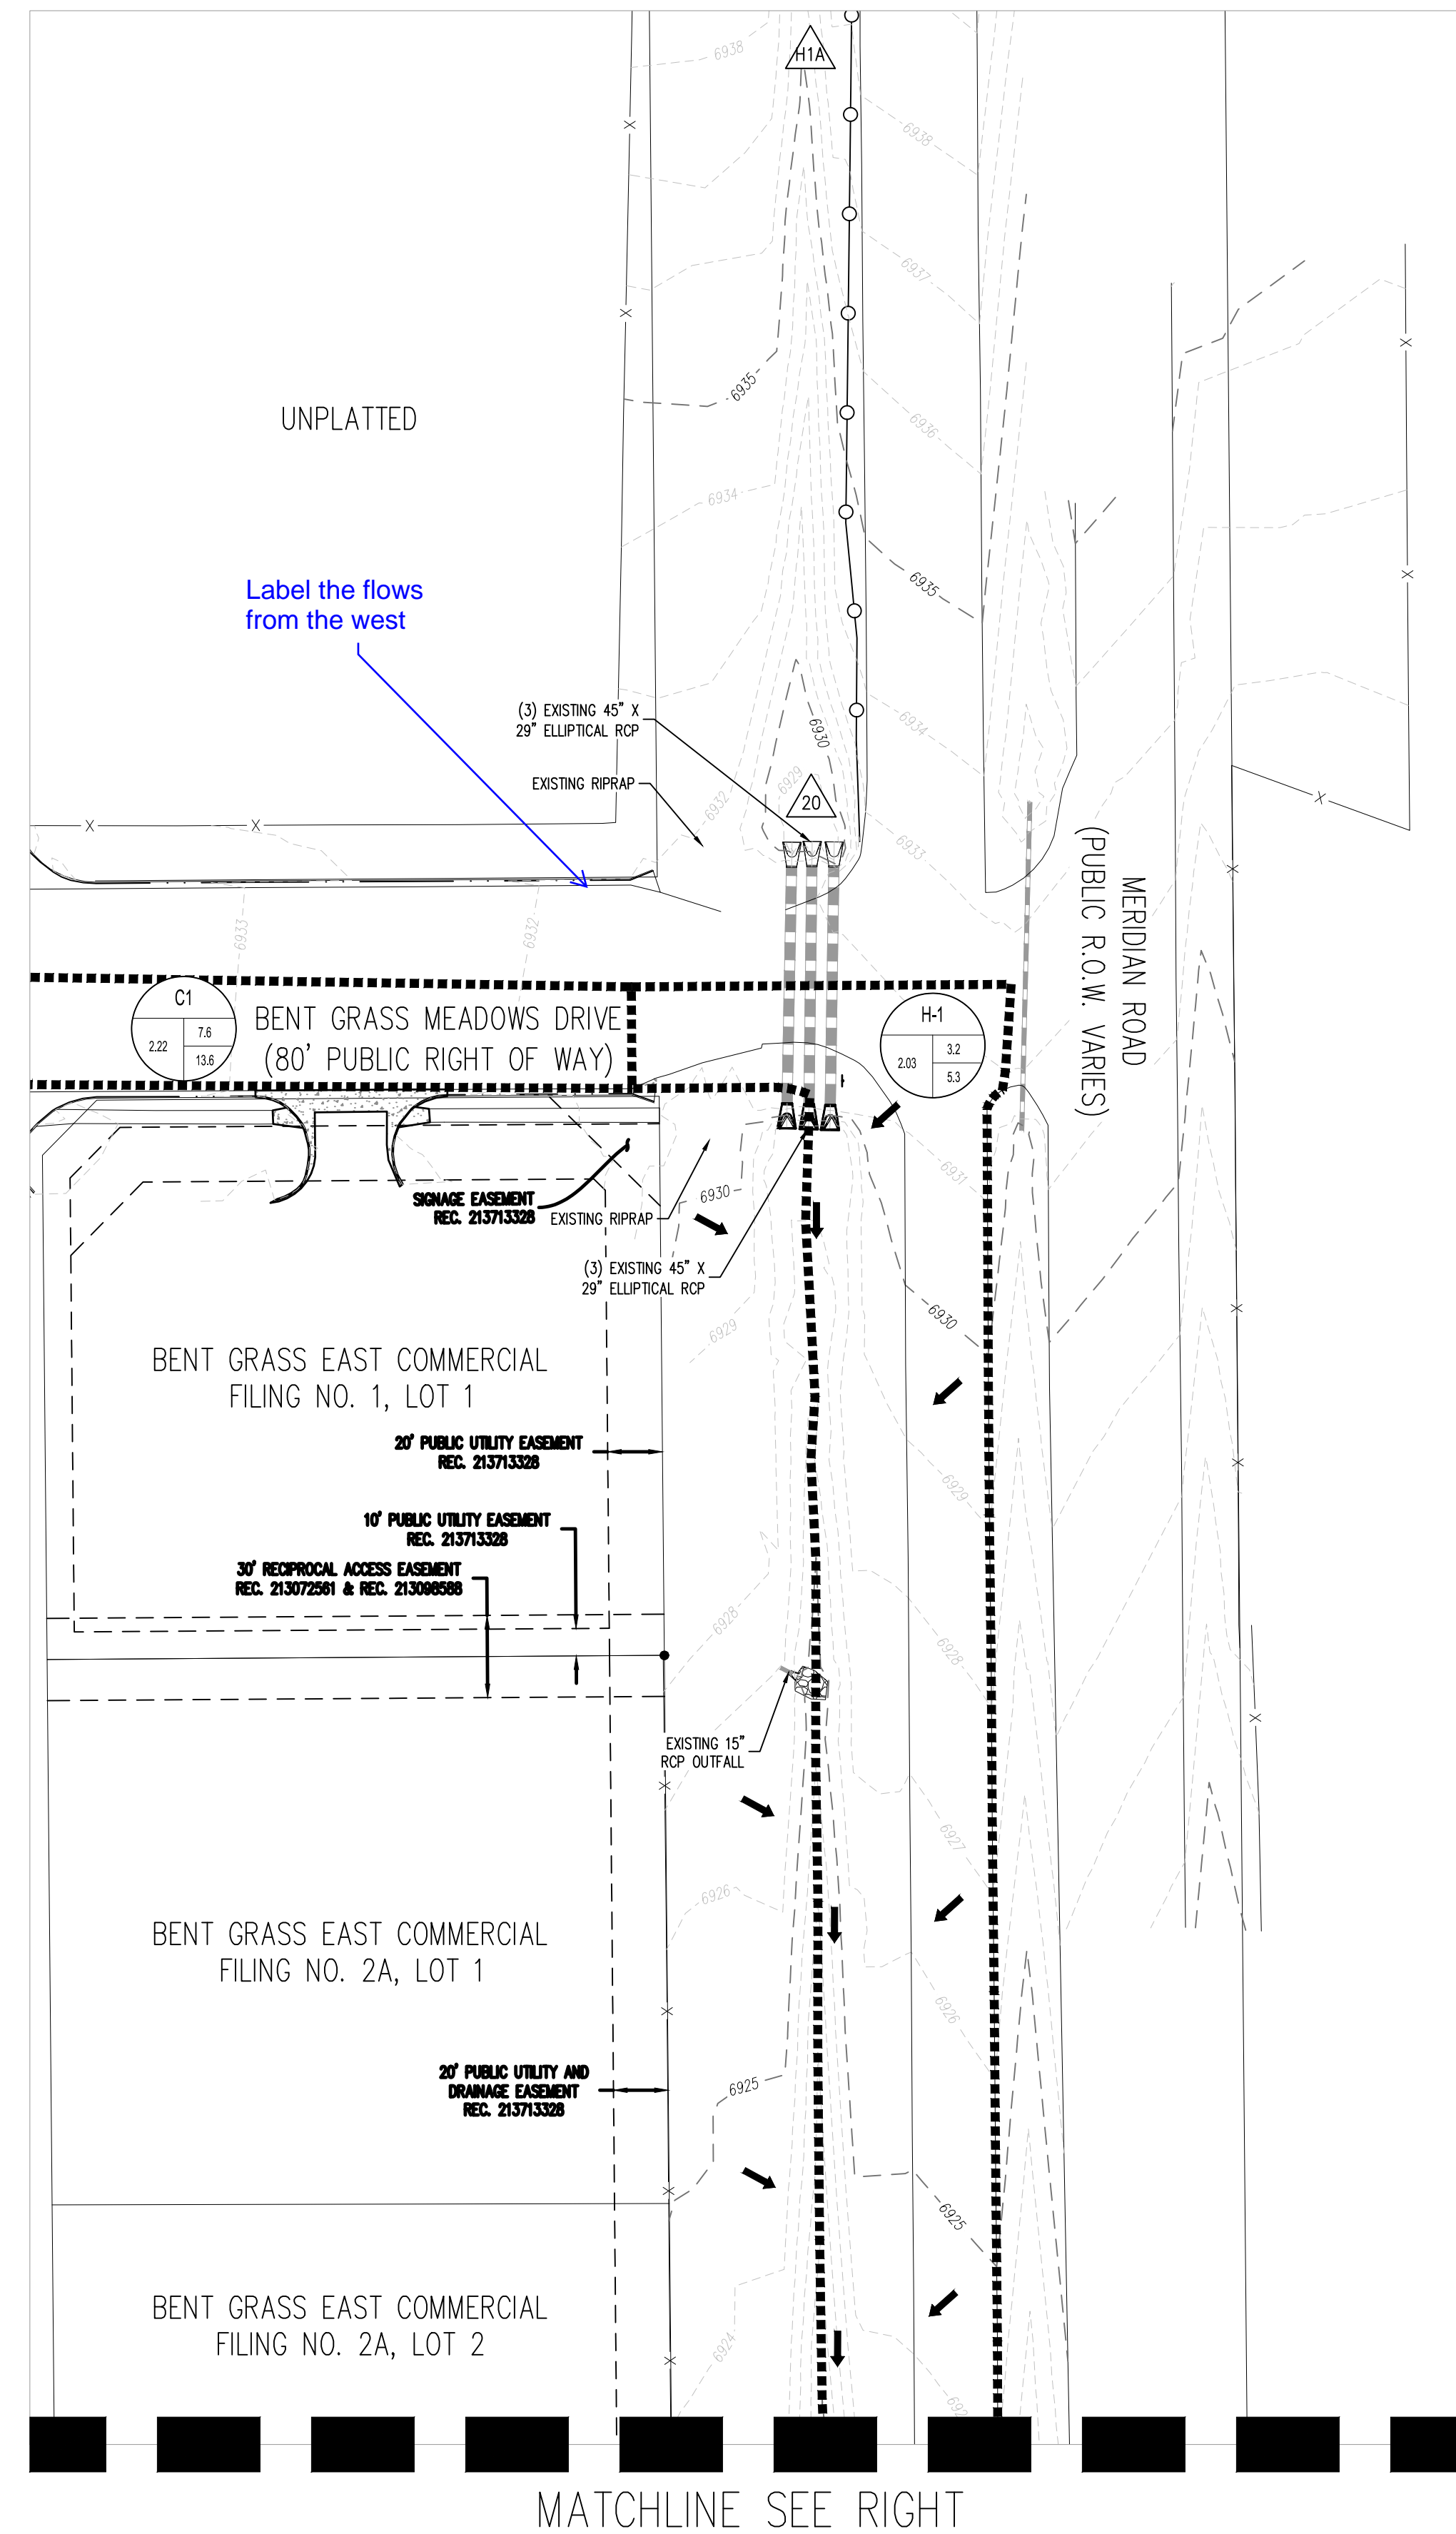 6938
H1A
6938
6937
6935
UNPLATTED
6936
6934
6935
Label the flows
from the west
(3) EXISTING 45" X
29" ELLIPTICAL RCP
6930
6934
EXISTING RIPRAP
6929
6932
20
6933
MERIDIAN ROAD
(PUBLIC R.O.W. VARIES)
6933
6932
C1
2.22
7.6
13.6
BENT GRASS MEADOWS DRIVE
(80' PUBLIC RIGHT OF WAY)
H-1
2.03
3.2
5.3
6931
SIGNAGE EASEMENT
REC. 213713328
6930
EXISTING RIPRAP
(3) EXISTING 45" X
29" ELLIPTICAL RCP
6930
6929
BENT GRASS EAST COMMERCIAL
FILING NO. 1, LOT 1
20' PUBLIC UTILITY EASEMENT
REC. 213713328
6929
10' PUBLIC UTILITY EASEMENT
REC. 213713328
30' RECIPROCAL ACCESS EASEMENT
REC. 213072561 & REC. 213098588
6928
6928
EXISTING 15"
RCP OUTFALL
6927
6926
BENT GRASS EAST COMMERCIAL
FILING NO. 2A, LOT 1
6926
20' PUBLIC UTILITY AND
DRAINAGE EASEMENT
REC. 213713328
6925
6925
BENT GRASS EAST COMMERCIAL
FILING NO. 2A, LOT 2
6924
MATCHLINE SEE RIGHT